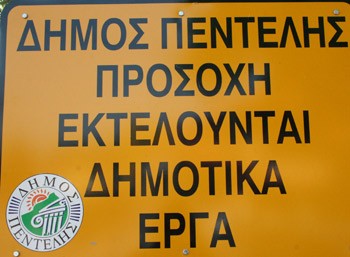 ΔΗΜΟΣ ΠΕΝΤΕΛΗΣ
ΠΡΟΣΟΧΗ
ΕΚΤΕΛΟΥΝΤΑΙ
ΔΗΜΟΤΙΚΑ
ΕΡΓΑ
ΔΗΜΟΣ
ΠΕΝΤΕΛΗΣ